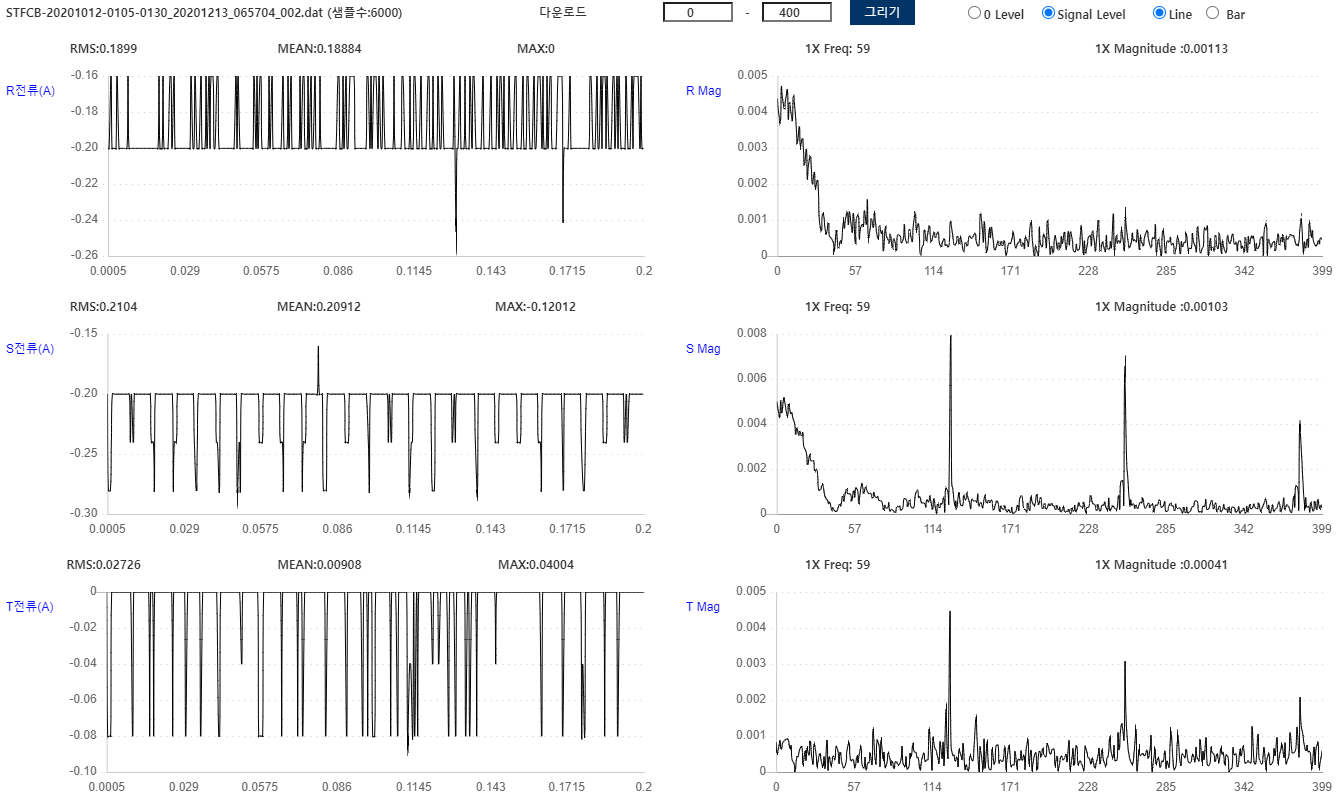 STFCB-20201012-0105-0130_20201213_065704_002.dat (샘플수:6000) 다운로드 0 - 400 그리기 0 Level Signal Level Line Bar
RMS:0.1899 MEAN:0.18884 MAX:0 1X Freq: 59 1X Magnitude :0.00113
R전류(A)
-0.16
-0.18
-0.20
-0.22
-0.24
-0.26
0.0005 0.029 0.0575 0.086 0.1145 0.143 0.1715 0.2
R Mag
0.005
0.004
0.003
0.002
0.001
0
0 57 114 171 228 285 342 399
RMS:0.2104 MEAN:0.20912 MAX:-0.12012 1X Freq: 59 1X Magnitude :0.00103
S전류(A)
-0.15
-0.20
-0.25
-0.30
0.0005 0.029 0.0575 0.086 0.1145 0.143 0.1715 0.2
S Mag
0.008
0.006
0.004
0.002
0
0 57 114 171 228 285 342 399
RMS:0.02726 MEAN:0.00908 MAX:0.04004 1X Freq: 59 1X Magnitude :0.00041
T전류(A)
0
-0.02
-0.04
-0.06
-0.08
-0.10
0.0005 0.029 0.0575 0.086 0.1145 0.143 0.1715 0.2
T Mag
0.005
0.004
0.003
0.002
0.001
0
0 57 114 171 228 285 342 399